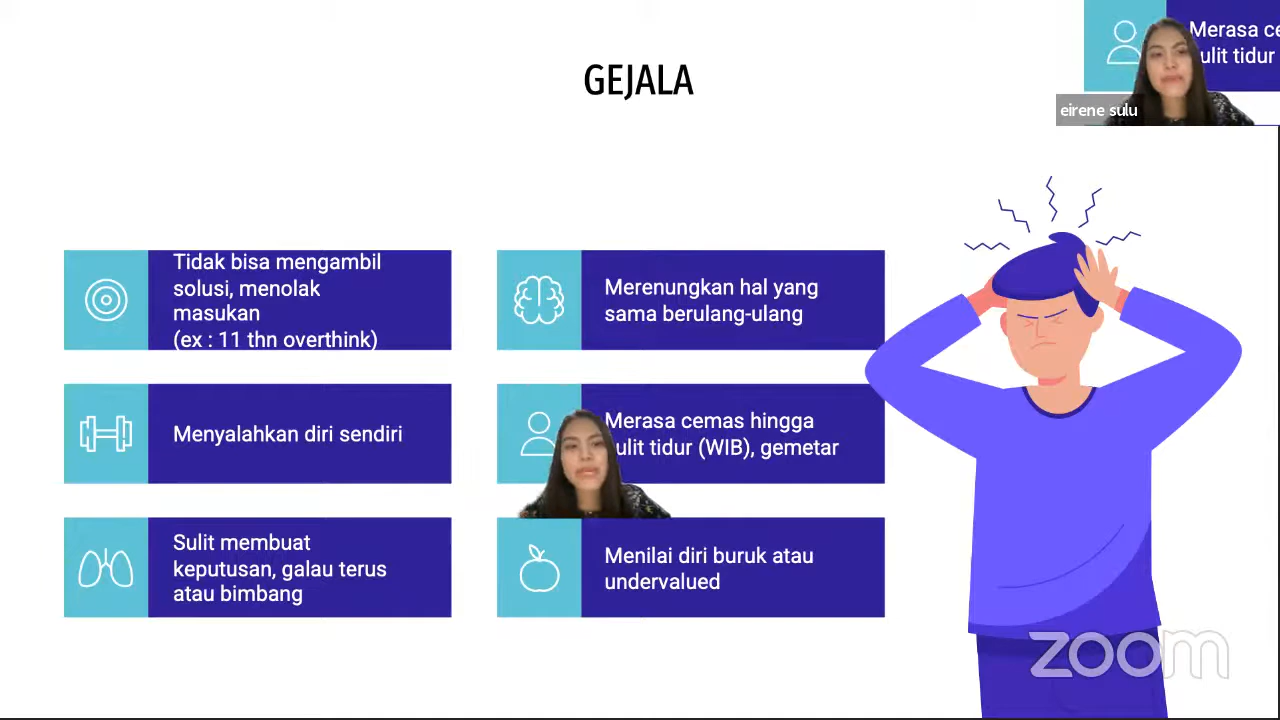 GEJALA
Merasa
ulit tidur
eirene sulu
Tidak bisa mengambil
solusi, menolak
masukan
(ex : 11 thn overthink)
Merenungkan hal yang
sama berulang-ulang
Menyalahkan diri sendiri
Merasa cemas hingga
ulit tidur (WIB), gemetar
Sulit membuat
keputusan, galau terus
atau bimbang
Menilai diri buruk atau
undervalued
zoom